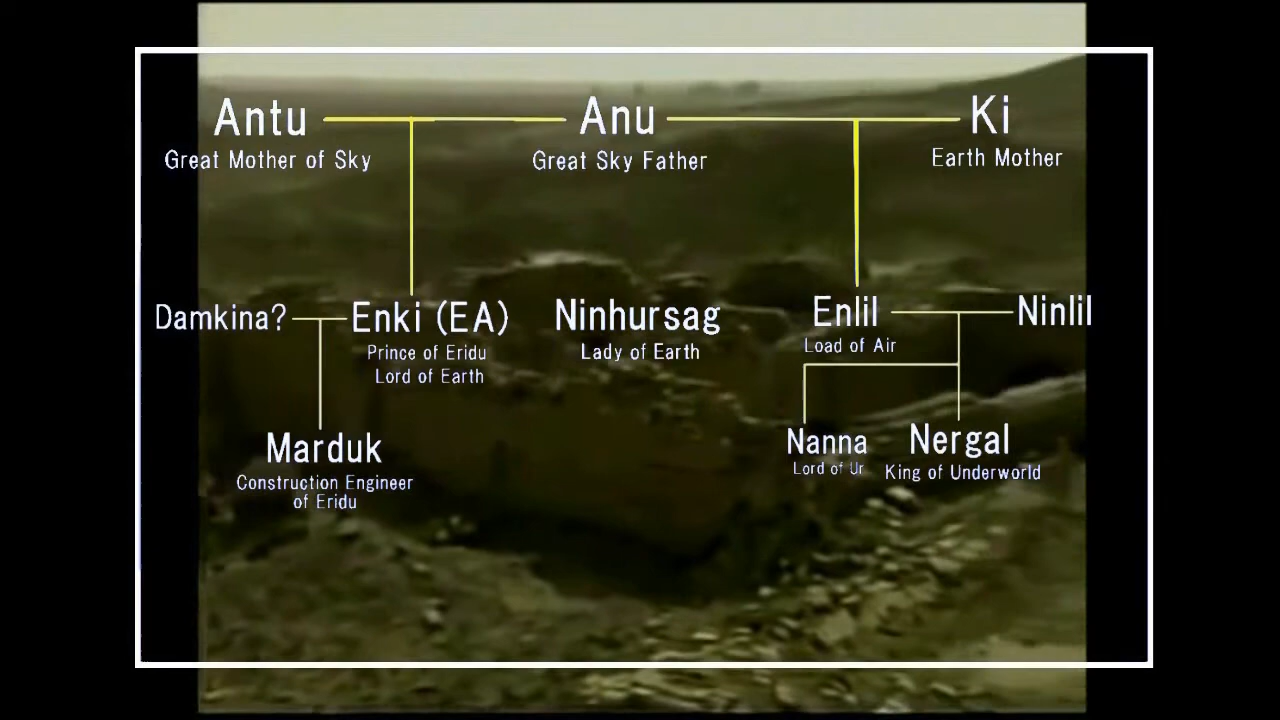 Antu
Anu
Ki
Great Mother of Sky
Great Sky Father
Earth Mother
Damkina?
Enki (EA)
Ninhursag
Enlil
Ninlil
Prince of Eridu
Lord of Earth
Lady of Earth
Load of Air
Marduk
Nanna
Nergal
Construction Engineer
of Eridu
Lord of Ur
King of Underworld